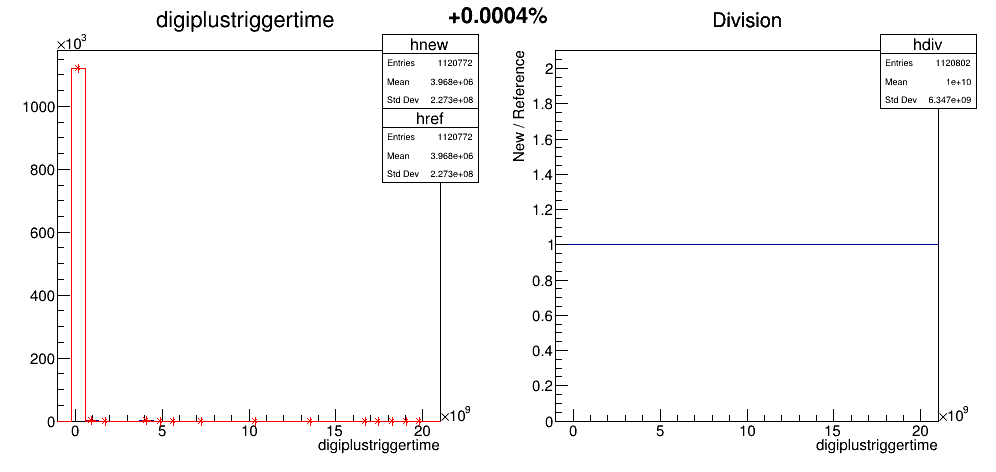 digiplustriggertime
+0.0004%
Division
×10³
hnew
Entries 1120772
Mean 3.968e+06
Std Dev 2.273e+08
href
Entries 1120772
Mean 3.968e+06
Std Dev 2.273e+08
1000
800
600
400
200
0
0 5 10 15 20
×10⁹
digiplustriggertime
hdiv
Entries 1120802
Mean 1e+10
Std Dev 6.347e+09
New / Reference
2
1.8
1.6
1.4
1.2
1
0.8
0.6
0.4
0.2
0
0 5 10 15 20
×10⁹
digiplustriggertime